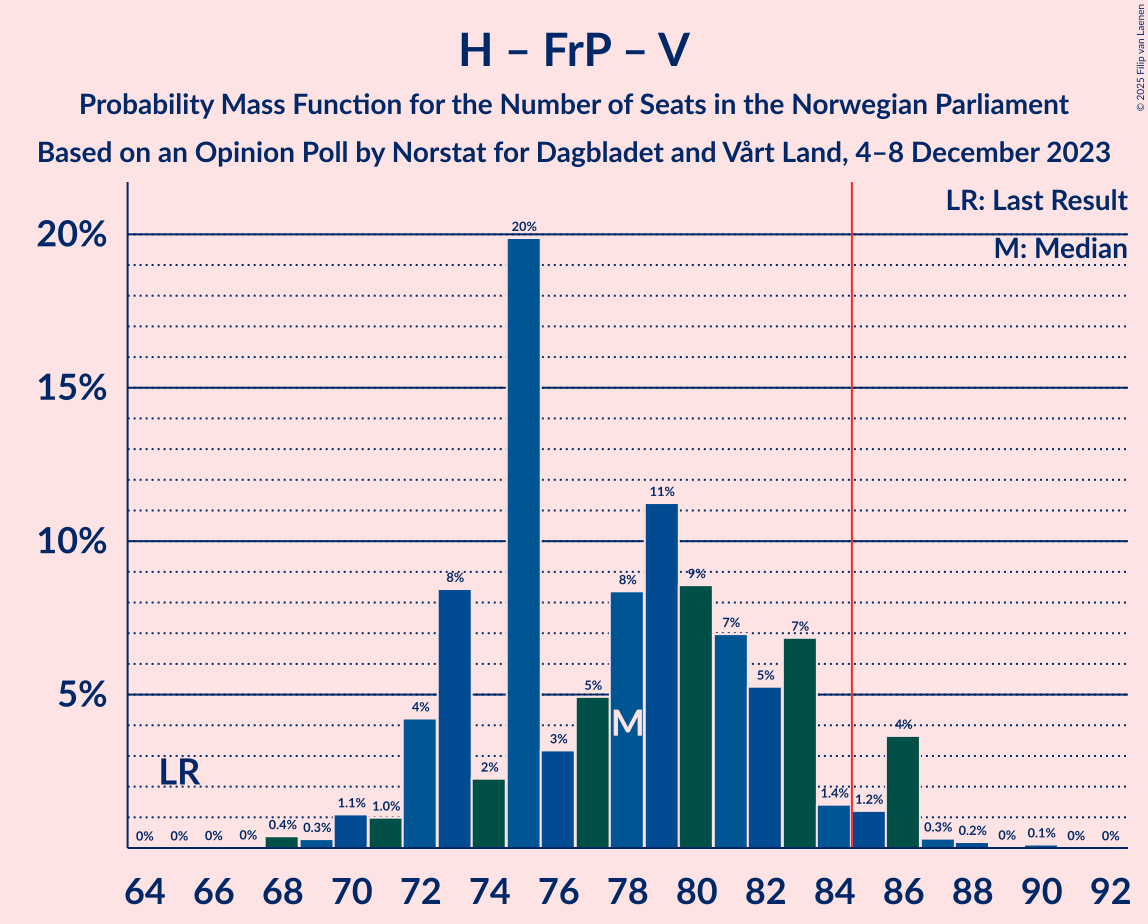 H – FrP – V
Probability Mass Function for the Number of Seats in the Norwegian Parliament
Based on an Opinion Poll by Norstat for Dagbladet and Vårt Land, 4–8 December 2023
© 2025 Filip van Laenen
LR: Last Result
M: Median
20%
15%
10%
5%
0% 0% 0% 0% 0.4% 0.3% 1.1% 1.0% 4% 8% 2% 20% 3% 5% 8% 11% 9% 7% 5% 7% 1.4% 1.2% 4% 0.3% 0.2% 0% 0.1% 0% 0%
LR
M
64 66 68 70 72 74 76 78 80 82 84 86 88 90 92